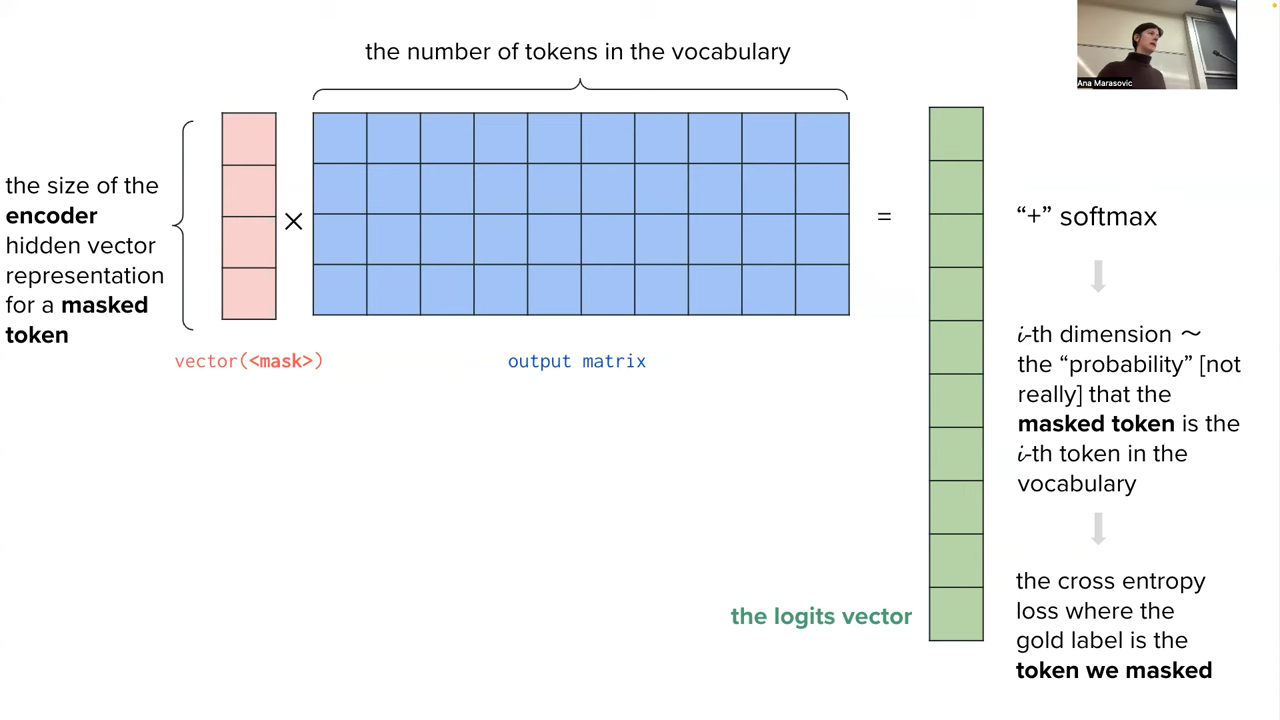 the number of tokens in the vocabulary
Ana Marasovic
the size of the
encoder
hidden vector
representation
for a masked
token
×
=
“+” softmax
vector(<mask>)
output matrix
i-th dimension ~
the “probability” [not
really] that the
masked token is the
i-th token in the
vocabulary
the logits vector
the cross entropy
loss where the
gold label is the
token we masked